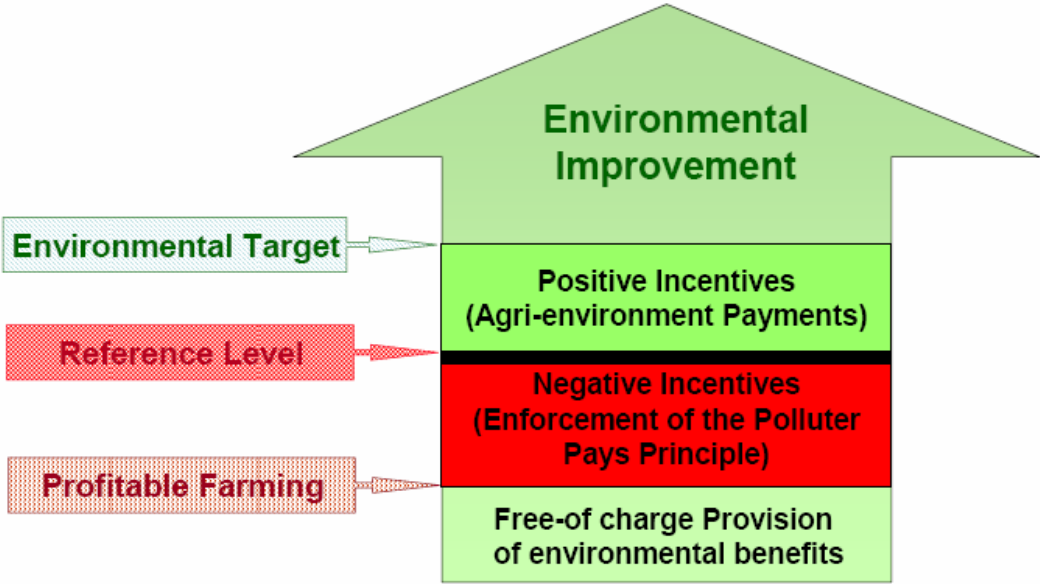 Environmental
Improvement
Environmental Target
Positive Incentives
(Agri-environment Payments)
Reference Level
Negative Incentives
(Enforcement of the Polluter
Pays Principle)
Profitable Farming
Free-of charge Provision
of environmental benefits